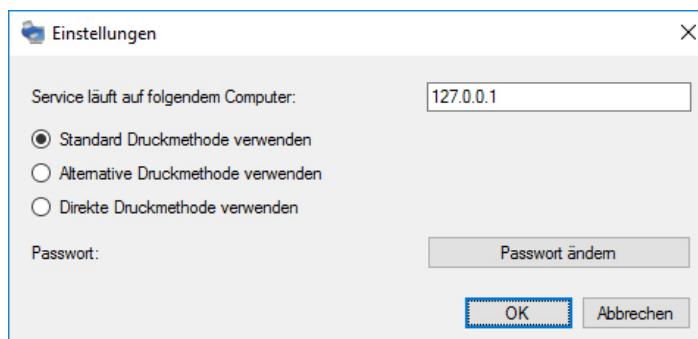 Einstellungen
Service läuft auf folgendem Computer: 127.0.0.1
Standard Druckmethode verwenden
Alternative Druckmethode verwenden
Direkte Druckmethode verwenden
Passwort: Passwort ändern
OK Abbrechen